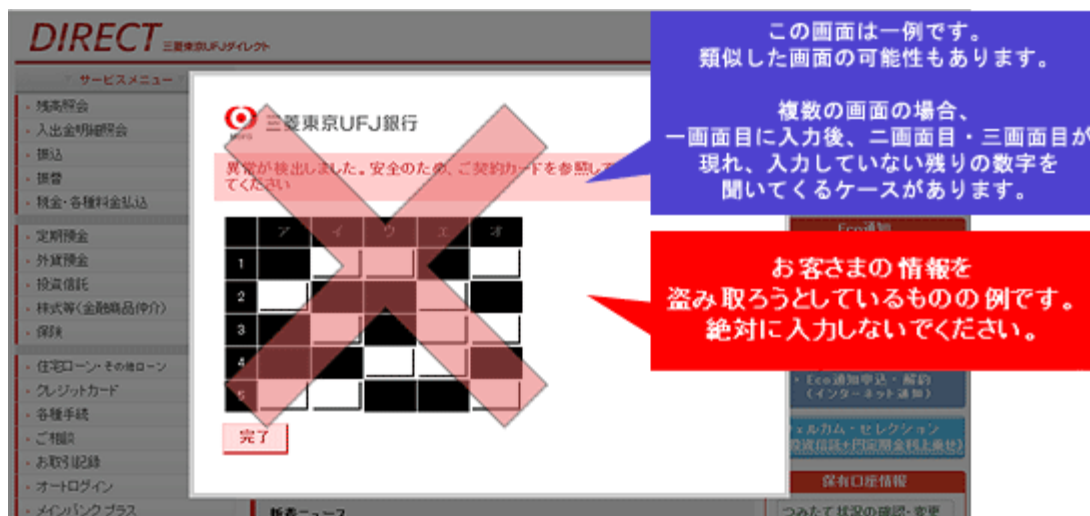 DIRECT 三菱東京UFJダイレクト
サービスメニュー
残高照会
入出金明細照会
振込
振替
税金・各種料金払込
定期預金
外貨預金
投資信託
株式等(金融商品仲介)
保険
住宅ローン・その他ローン
クレジットカード
各種手続
ご相談
お取引記録
オートログイン
メインバンク プラス
MUFG
三菱東京UFJ銀行
異常が検出しました。安全のため、ご契約カードを参照して
てください
ア イ ウ エ オ
1
2
3
4
5
完了
この画面は一例です。
類似した画面の可能性もあります。
複数の画面の場合、
一画面目に入力後、二画面目・三画面目が
現れ、入力していない残りの数字を
聞いてくるケースがあります。
Eco通知
お客さまの情報を
盗み取ろうとしているものの例です。
絶対に入力しないでください。
Eco通知申込・解約
(インターネット通知)
ェルカム・セレクション
投資信託+円定期金利上乗せ)
保有口座情報
つみたて状況の確認・変更
新着ニュース